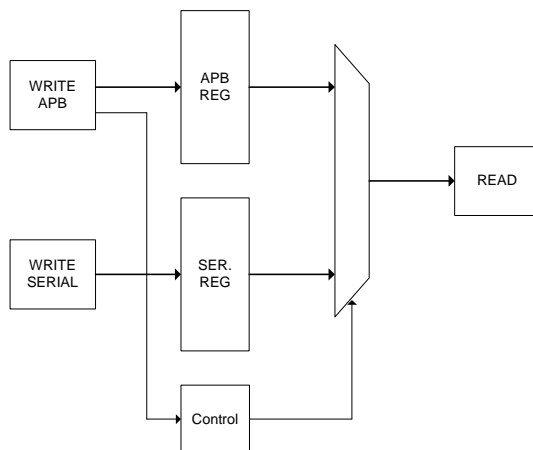 WRITE
APB
APB
REG
READ
WRITE
SERIAL
SER.
REG
Control